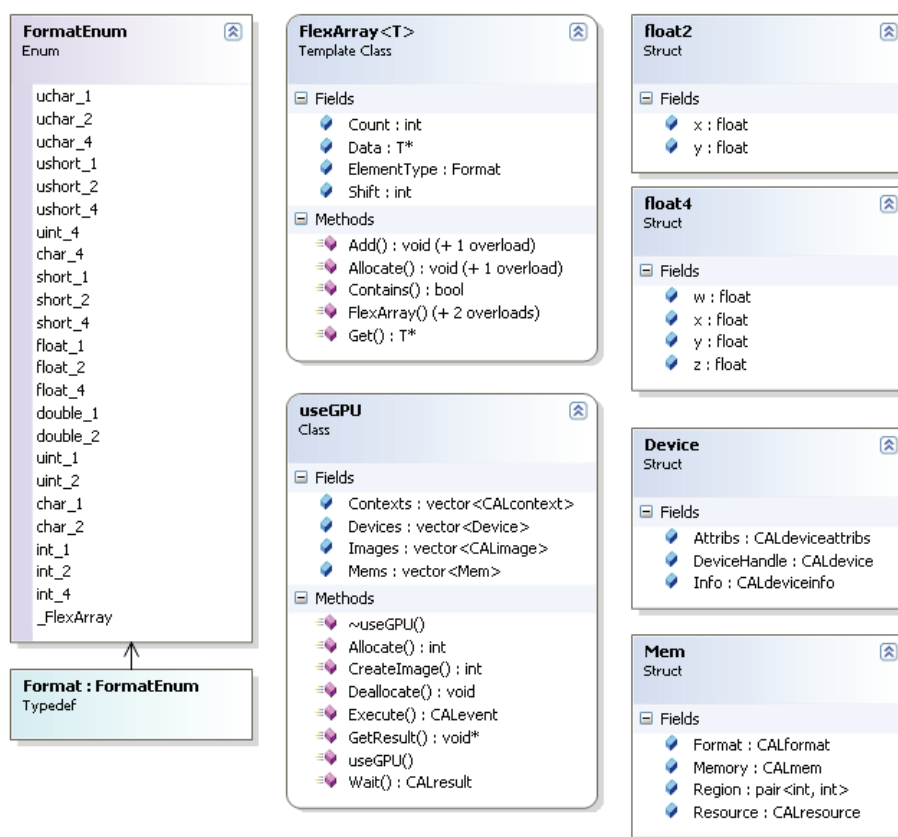 FormatEnum
Enum
uchar_1
uchar_2
uchar_4
ushort_1
ushort_2
ushort_4
uint_4
char_4
short_1
short_2
short_4
float_1
float_2
float_4
double_1
double_2
uint_1
uint_2
char_1
char_2
int_1
int_2
int_4
_FlexArray
Format : FormatEnum
Typedef
FlexArray<T>
Template Class
Fields
Count : int
Data : T*
ElementType : Format
Shift : int
Methods
Add() : void (+ 1 overload)
Allocate() : void (+ 1 overload)
Contains() : bool
FlexArray() (+ 2 overloads)
Get() : T*
useGPU
Class
Fields
Contexts : vector<CALcontext>
Devices : vector<Device>
Images : vector<CALimage>
Mems : vector<Mem>
Methods
~useGPU()
Allocate() : int
CreateImage() : int
Deallocate() : void
Execute() : CALevent
GetResult() : void*
useGPU()
Wait() : CALresult
float2
Struct
Fields
x : float
y : float
float4
Struct
Fields
w : float
x : float
y : float
z : float
Device
Struct
Fields
Attribs : CALdeviceattribs
DeviceHandle : CALdevice
Info : CALdeviceinfo
Mem
Struct
Fields
Format : CALformat
Memory : CALmem
Region : pair<int, int>
Resource : CALresource